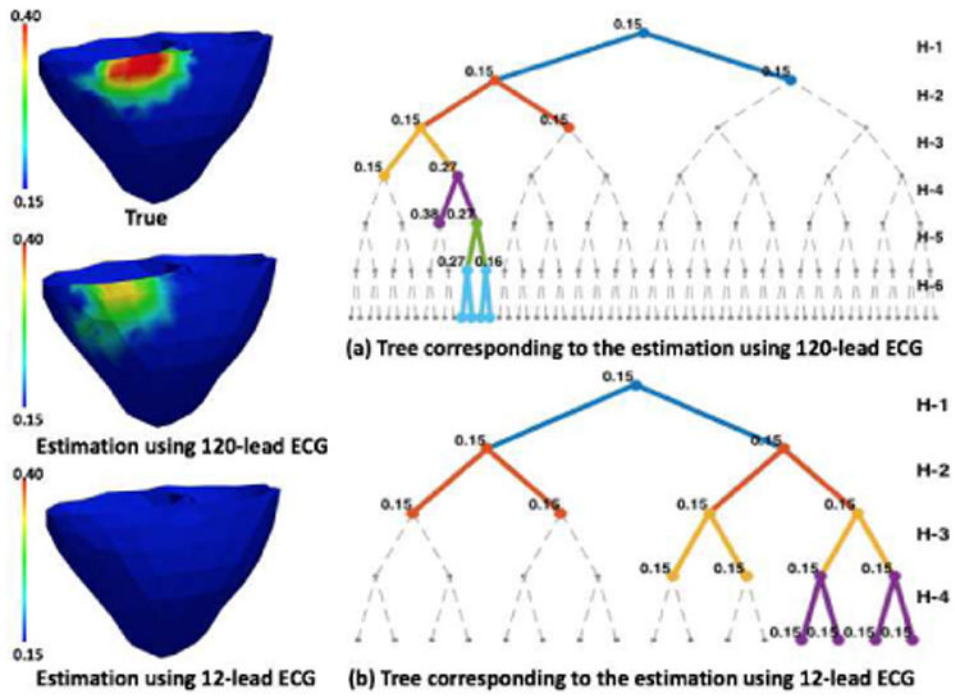 0.40
0.15
True
0.40
0.15
Estimation using 120-lead ECG
0.40
0.15
Estimation using 12-lead ECG
0.15
H-1
0.15 0.15
H-2
0.15 0.15
H-3
0.15 0.27
H-4
0.38 0.27
H-5
0.27 0.16
H-6
(a) Tree corresponding to the estimation using 120-lead ECG
0.15
H-1
0.15 0.15
H-2
0.15 0.15 0.15 0.15
H-3
0.15 0.15 0.15 0.15
H-4
0.15 0.15 0.15 0.15
(b) Tree corresponding to the estimation using 12-lead ECG